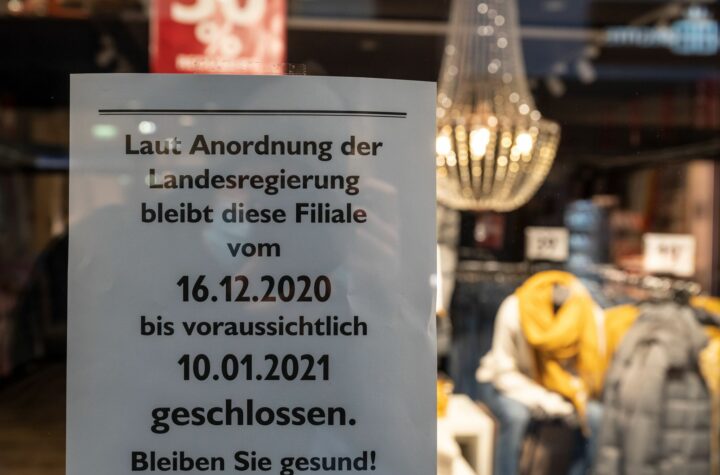 %
Laut Anordnung der
Landesregierung
bleibt diese Filiale
vom
16.12.2020
bis voraussichtlich
10.01.2021
geschlossen.
Bleiben Sie gesund!